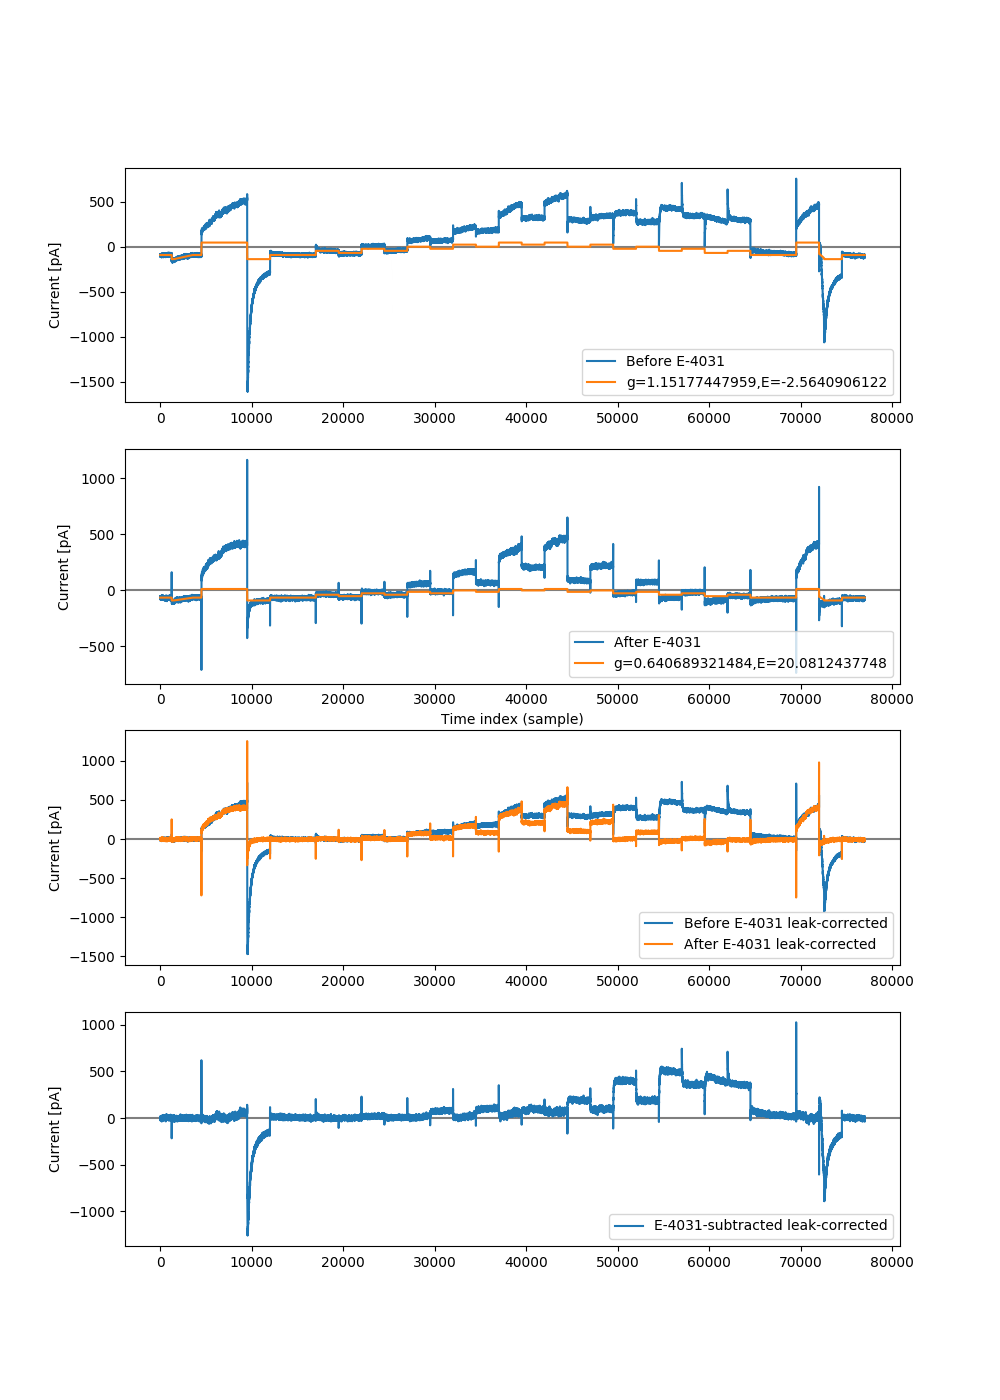 500
0
−500
−1000
−1500
Current [pA]
Before E-4031
g=1.15177447959,E=-2.5640906122
0 10000 20000 30000 40000 50000 60000 70000 80000
1000
500
0
−500
Current [pA]
After E-4031
g=0.640689321484,E=20.0812437748
0 10000 20000 30000 40000 50000 60000 70000 80000
Time index (sample)
1000
500
0
−500
−1000
−1500
Current [pA]
Before E-4031 leak-corrected
After E-4031 leak-corrected
0 10000 20000 30000 40000 50000 60000 70000 80000
1000
500
0
−500
−1000
Current [pA]
E-4031-subtracted leak-corrected
0 10000 20000 30000 40000 50000 60000 70000 80000